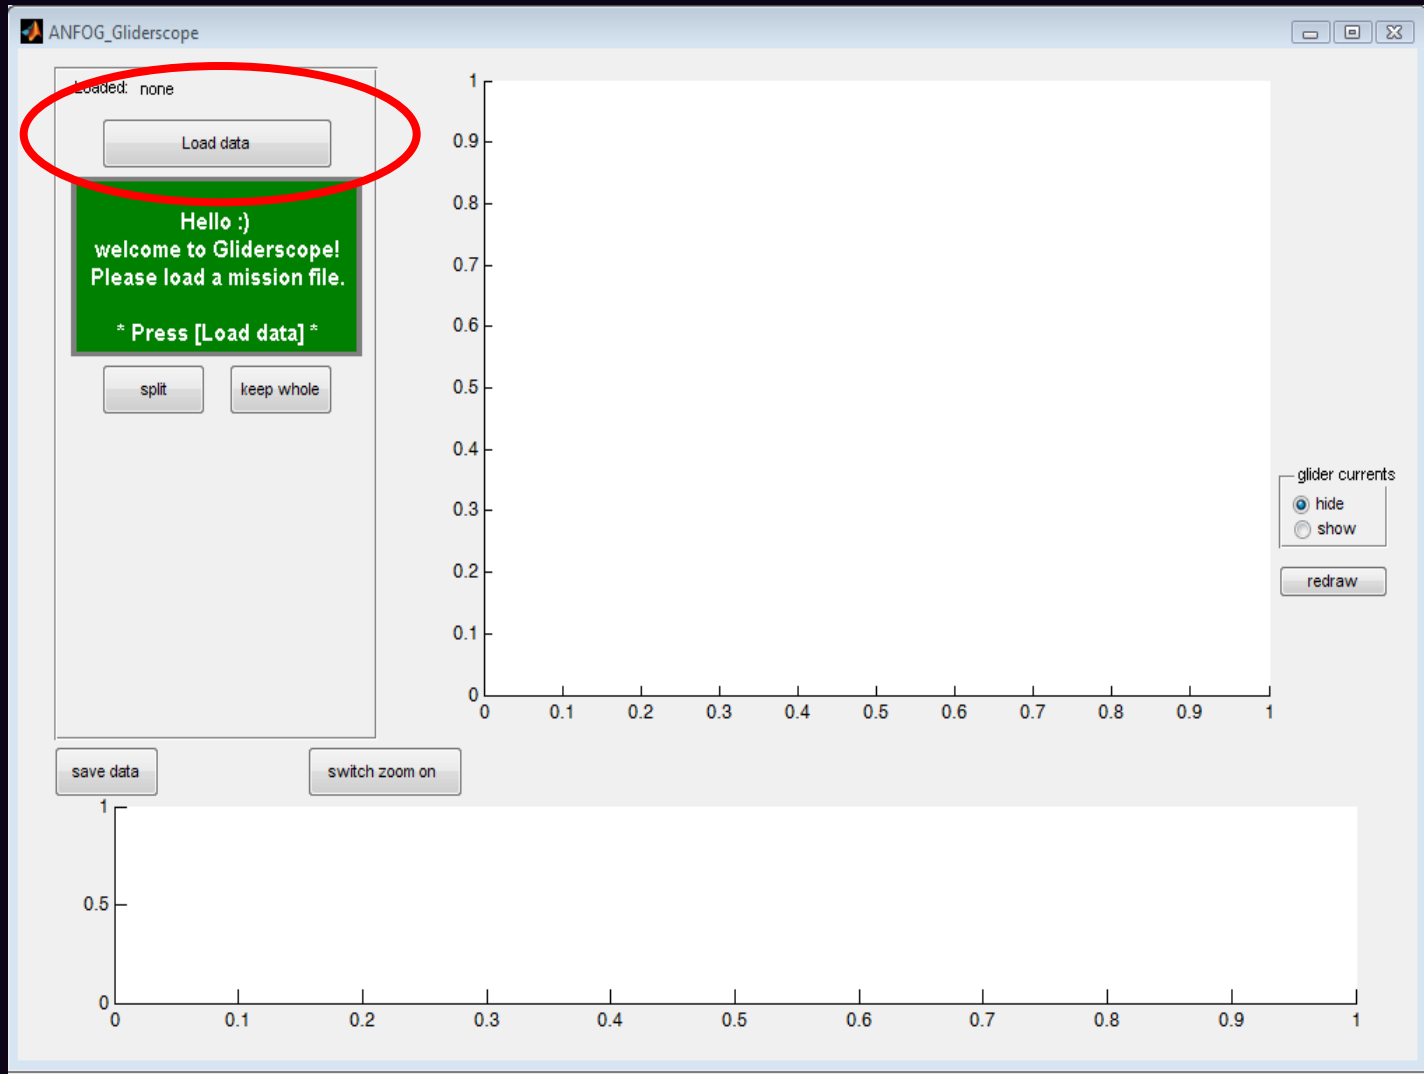 ANFOG_Gliderscope
Loaded: none
Load data
Hello :)
welcome to Gliderscope!
Please load a mission file.
* Press [Load data] *
split keep whole
1
0.9
0.8
0.7
0.6
0.5
0.4
0.3
0.2
0.1
0
0 0.1 0.2 0.3 0.4 0.5 0.6 0.7 0.8 0.9 1
glider currents
hide
show
redraw
save data switch zoom on
1
0.5
0
0 0.1 0.2 0.3 0.4 0.5 0.6 0.7 0.8 0.9 1